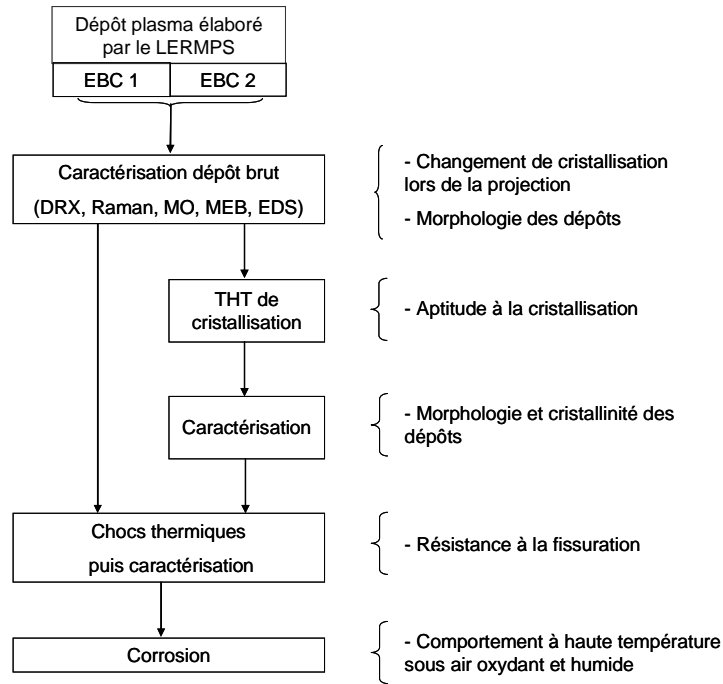 Dépôt plasma élaboré
par le LERMPS
EBC 1
EBC 2
Caractérisation dépôt brut
(DRX, Raman, MO, MEB, EDS)
- Changement de cristallisation
lors de la projection
- Morphologie des dépôts
THT de
cristallisation
- Aptitude à la cristallisation
Caractérisation
- Morphologie et cristallinité des
dépôts
Chocs thermiques
puis caractérisation
- Résistance à la fissuration
Corrosion
- Comportement à haute température
sous air oxydant et humide